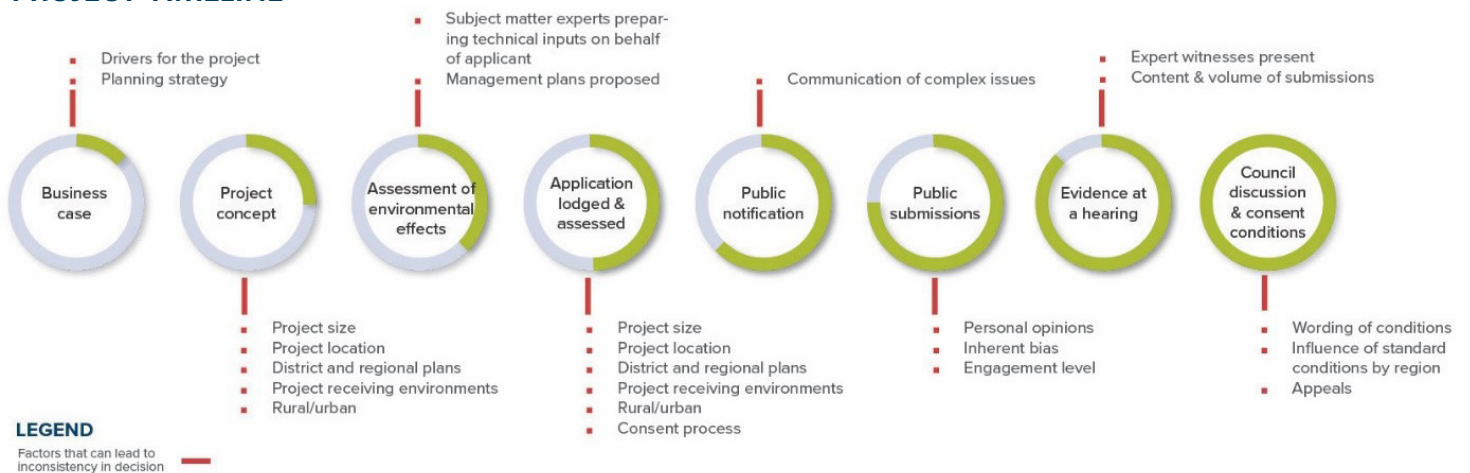 PROJECT TIMELINE
Drivers for the project
Planning strategy
Subject matter experts prepar-
ing technical inputs on behalf
of applicant
Management plans proposed
Communication of complex issues
Expert witnesses present
Content & volume of submissions
Business
case
Project
concept
Assessment of
environmental
effects
Application
lodged &
assessed
Public
notification
Public
submissions
Evidence at
a hearing
Council
discussion
& consent
conditions
Project size
Project location
District and regional plans
Project receiving environments
Rural/urban
Project size
Project location
District and regional plans
Project receiving environments
Rural/urban
Consent process
Personal opinions
Inherent bias
Engagement level
Wording of conditions
Influence of standard
conditions by region
Appeals
LEGEND
Factors that can lead to
inconsistency in decision